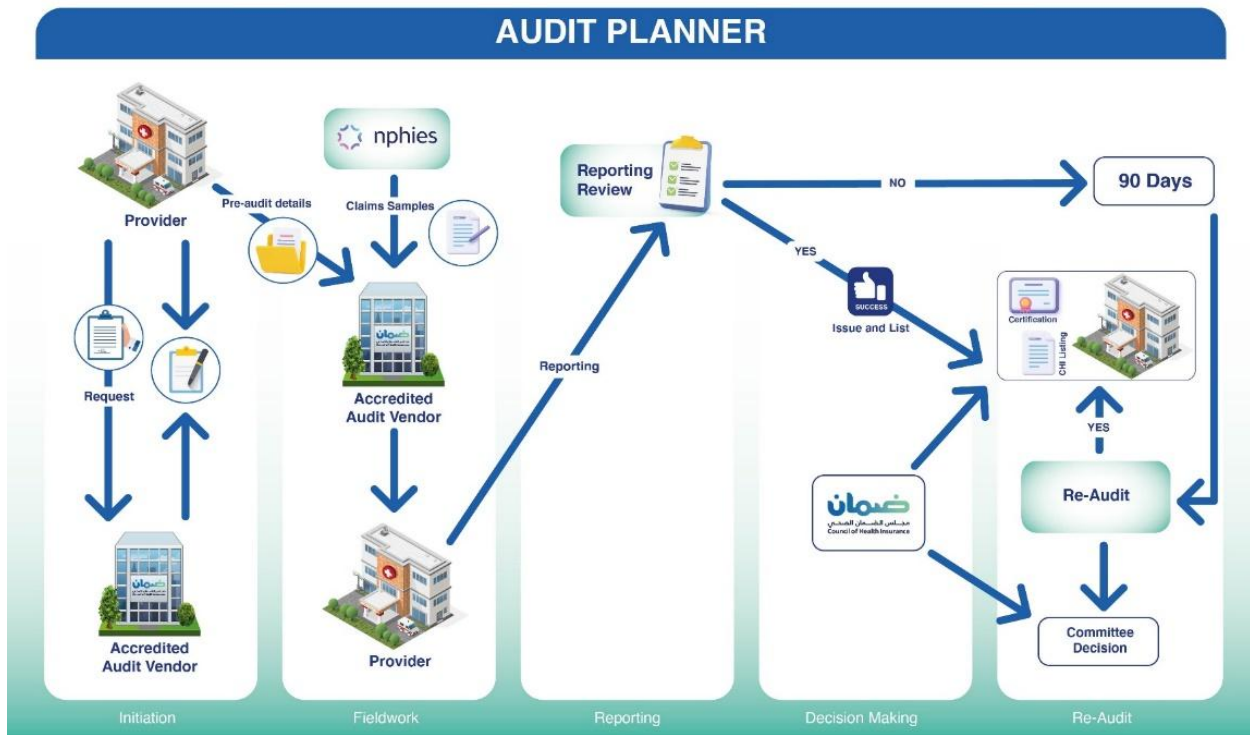 AUDIT PLANNER
Provider
Pre-audit details
Request
Accredited
Audit Vendor
Initiation
nphies
Claims Samples
ضمان
Accredited
Audit Vendor
Provider
Fieldwork
Reporting
Reporting
Review
Reporting
NO
YES
SUCCESS
Issue and List
ضمان
مجلس الضمان الصحي
Council of Health Insurance
Decision Making
90 Days
Certification
CHI Listing
YES
Re-Audit
Committee
Decision
Re-Audit
ضمان